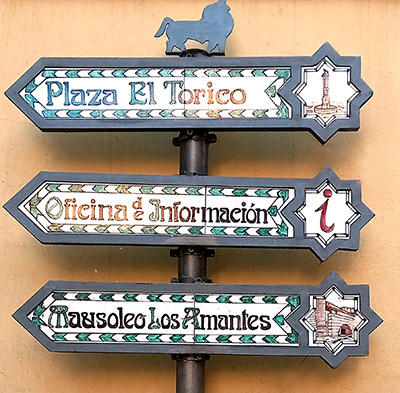 Plaza El Torico
Oficina de Información
i
Mausoleo Los Amantes